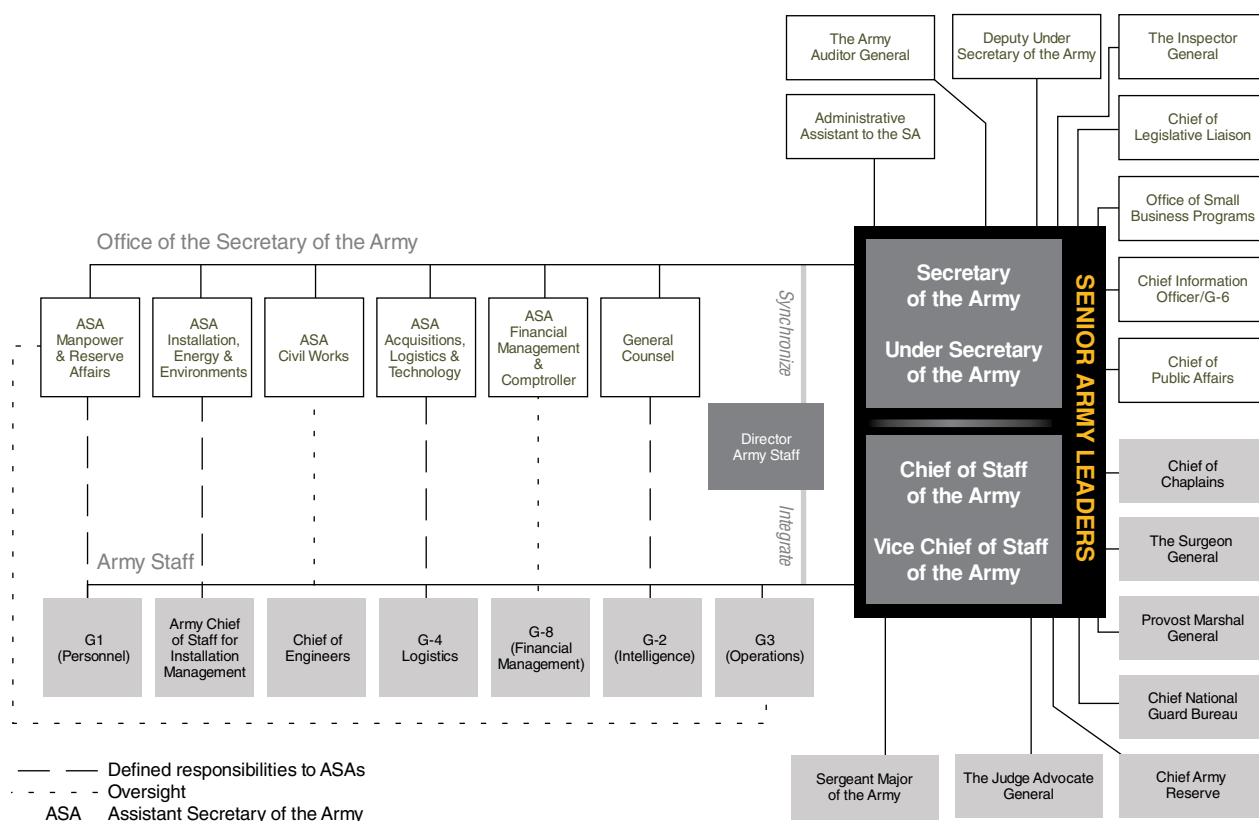 The Army
Auditor General
Deputy Under
Secretary of the Army
The Inspector
General
Administrative
Assistant to the SA
Chief of
Legislative Liaison
Office of Small
Business Programs
Office of the Secretary of the Army
ASA
Manpower
& Reserve
Affairs
ASA
Installation,
Energy &
Environments
ASA
Civil Works
ASA
Acquisitions,
Logistics &
Technology
ASA
Financial
Management
&
Comptroller
General
Counsel
Synchronize
Secretary
of the Army
Under Secretary
of the Army
SENIOR ARMY LEADERS
Chief Information
Officer/G-6
Chief of
Public Affairs
Director
Army Staff
Chief of Staff
of the Army
Vice Chief of Staff
of the Army
Chief of
Chaplains
Integrate
The Surgeon
General
Army Staff
G1
(Personnel)
Army Chief
of Staff for
Installation
Management
Chief of
Engineers
G-4
Logistics
G-8
(Financial
Management)
G-2
(Intelligence)
G3
(Operations)
Provost Marshal
General
Chief National
Guard Bureau
Sergeant Major
of the Army
The Judge Advocate
General
Chief Army
Reserve
Defined responsibilities to ASAs
Oversight
ASA Assistant Secretary of the Army